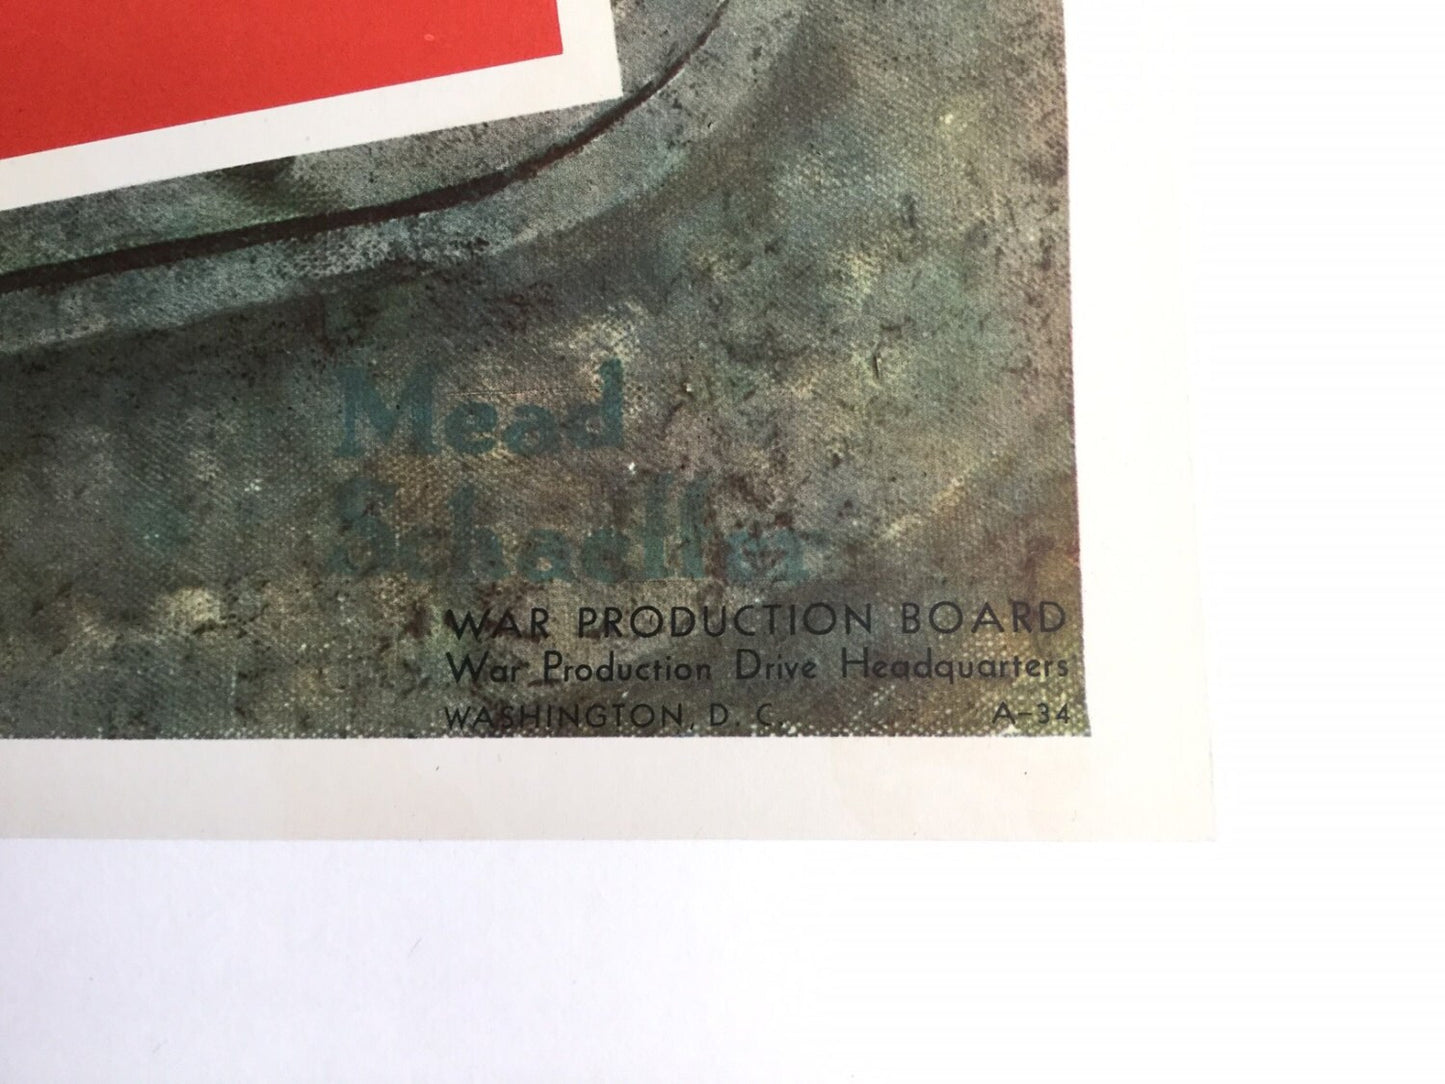 Mead
Schaeffer
WAR PRODUCTION BOARD
War Production Drive Headquarters
WASHINGTON, D. C. A-34